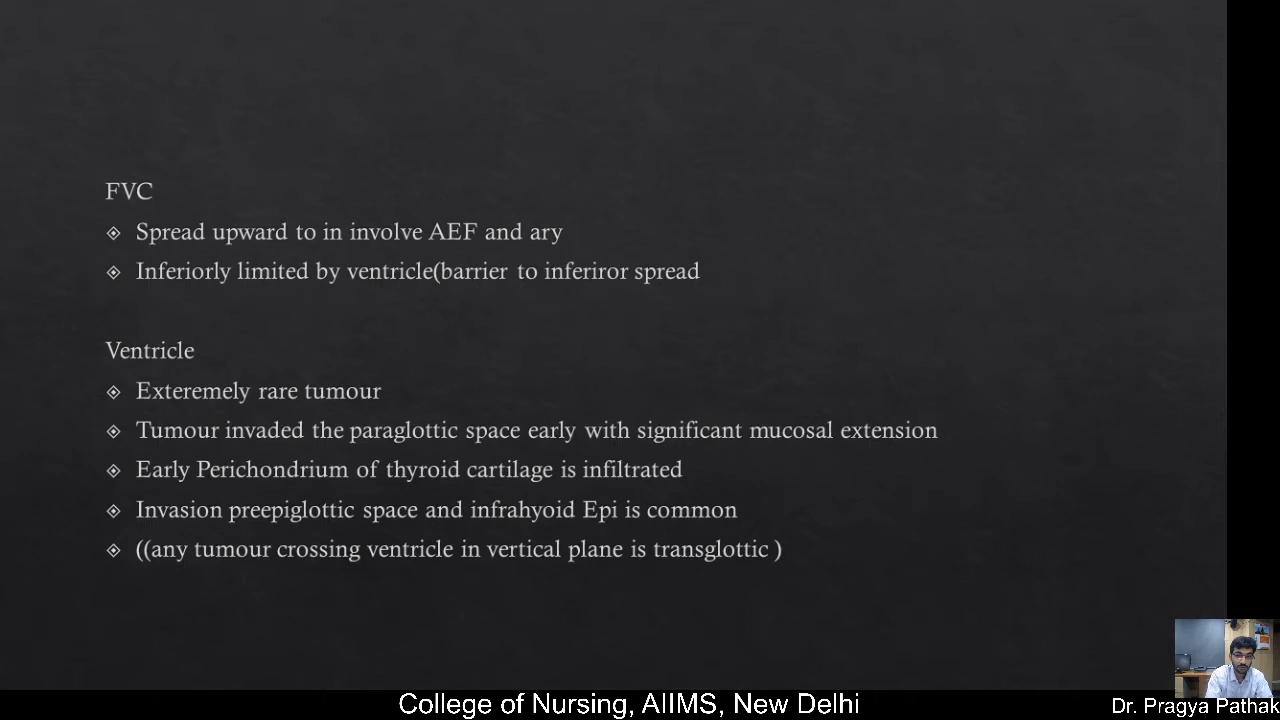 FVC
Spread upward to in involve AEF and ary
Inferiorly limited by ventricle(barrier to inferiror spread
Ventricle
Exteremely rare tumour
Tumour invaded the paraglottic space early with significant mucosal extension
Early Perichondrium of thyroid cartilage is infiltrated
Invasion preepiglottic space and infrahyoid Epi is common
((any tumour crossing ventricle in vertical plane is transglottic )
College of Nursing, AIIMS, New Delhi
Dr. Pragya Pathak